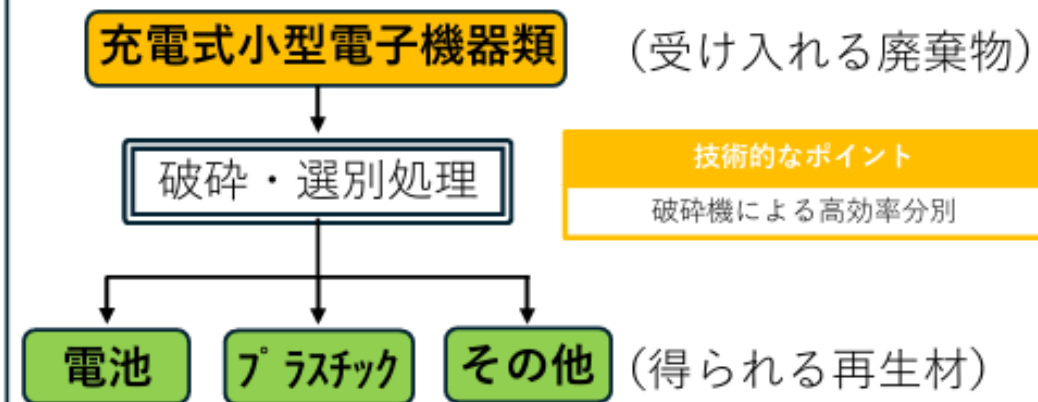 充電式小型電子機器類
(受け入れる廃棄物)
破砕・選別処理
技術的なポイント
破砕機による高効率分別
電池
プラスチック
その他
(得られる再生材)